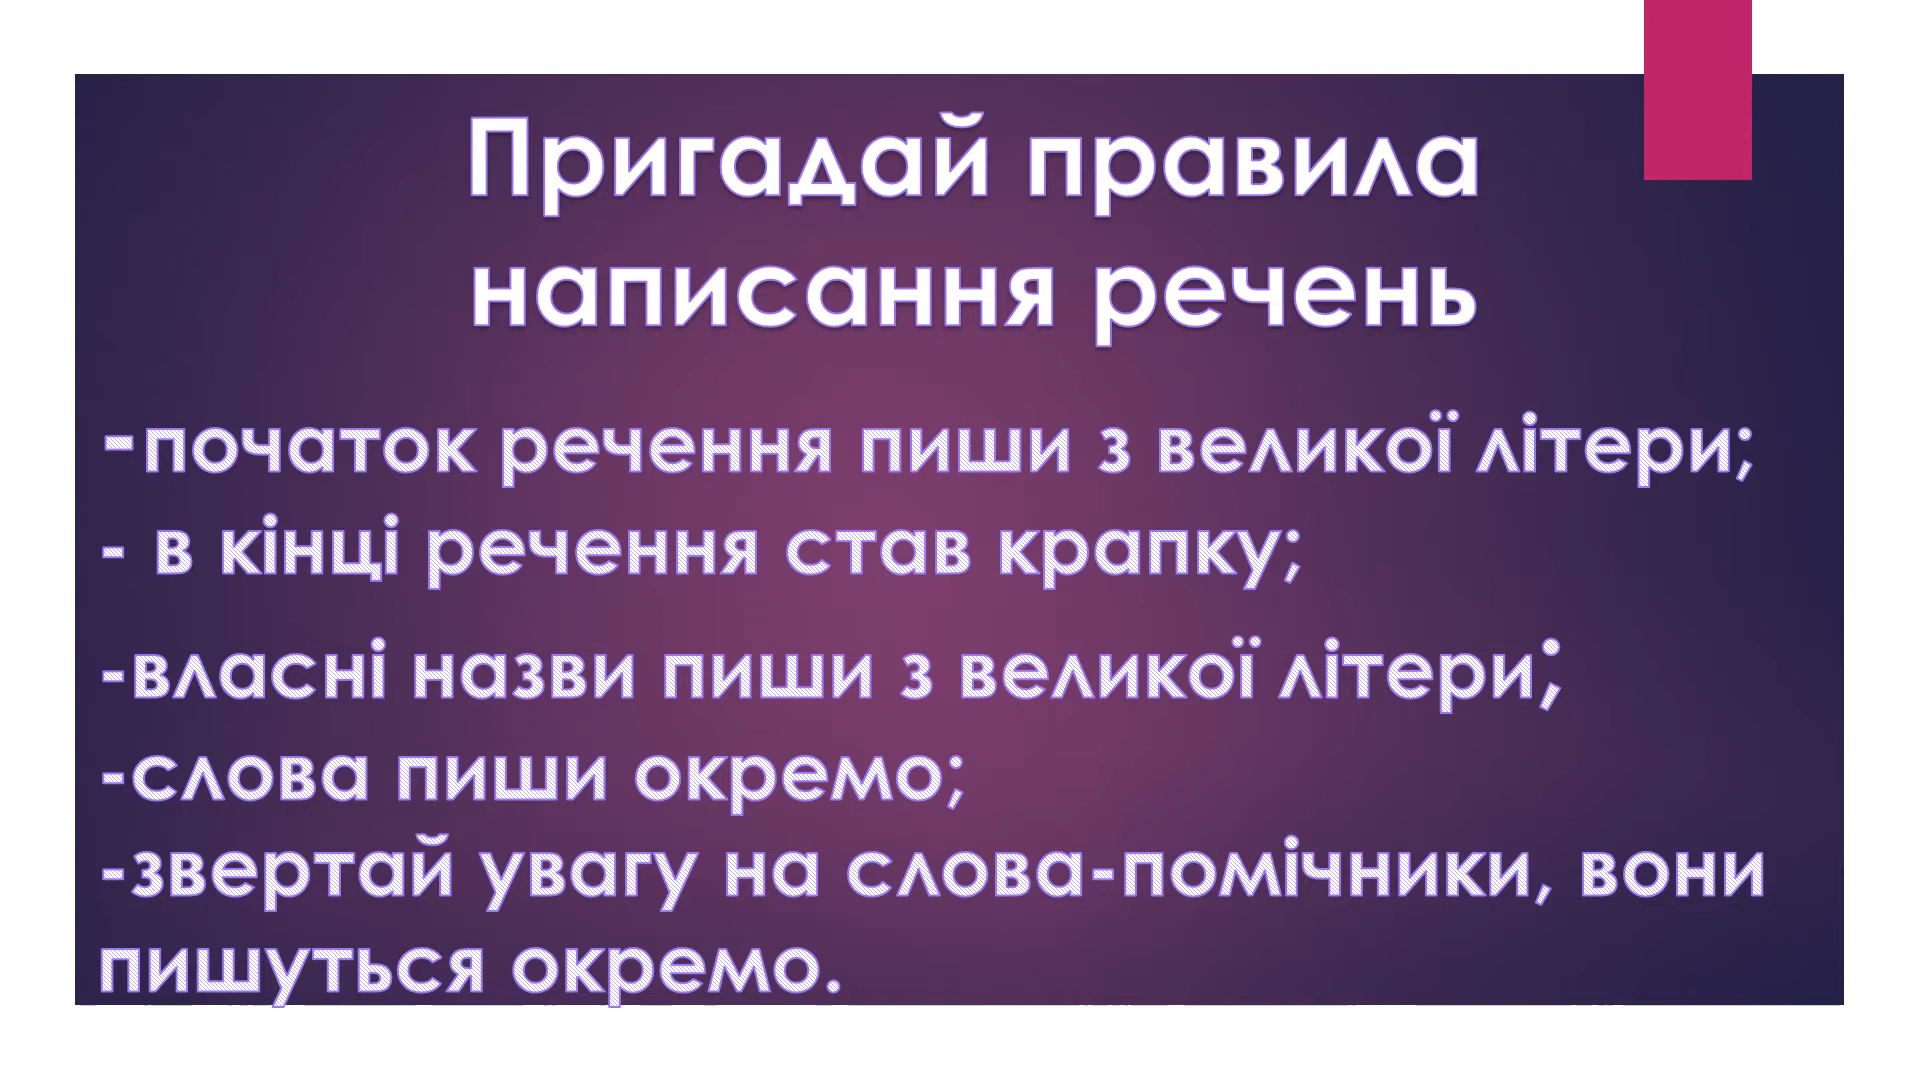 Пригадай правила
написання речень
-початок речення пиши з великої літери;
- в кінці речення став крапку;
-власні назви пиши з великої літери;
-слова пиши окремо;
-звертай увагу на слова-помічники, вони
пишуться окремо.